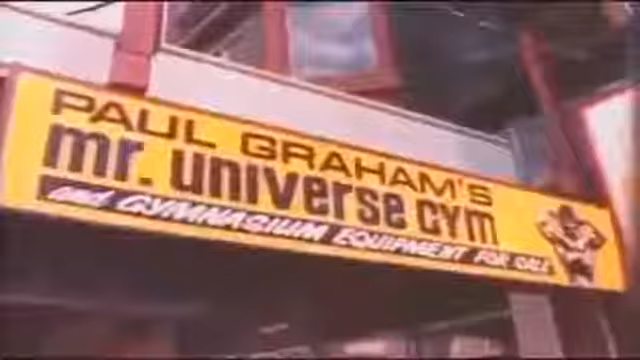 PAUL GRAHAM'S
mr. universe GYM
and GYMNASIUM EQUIPMENT FOR SALE